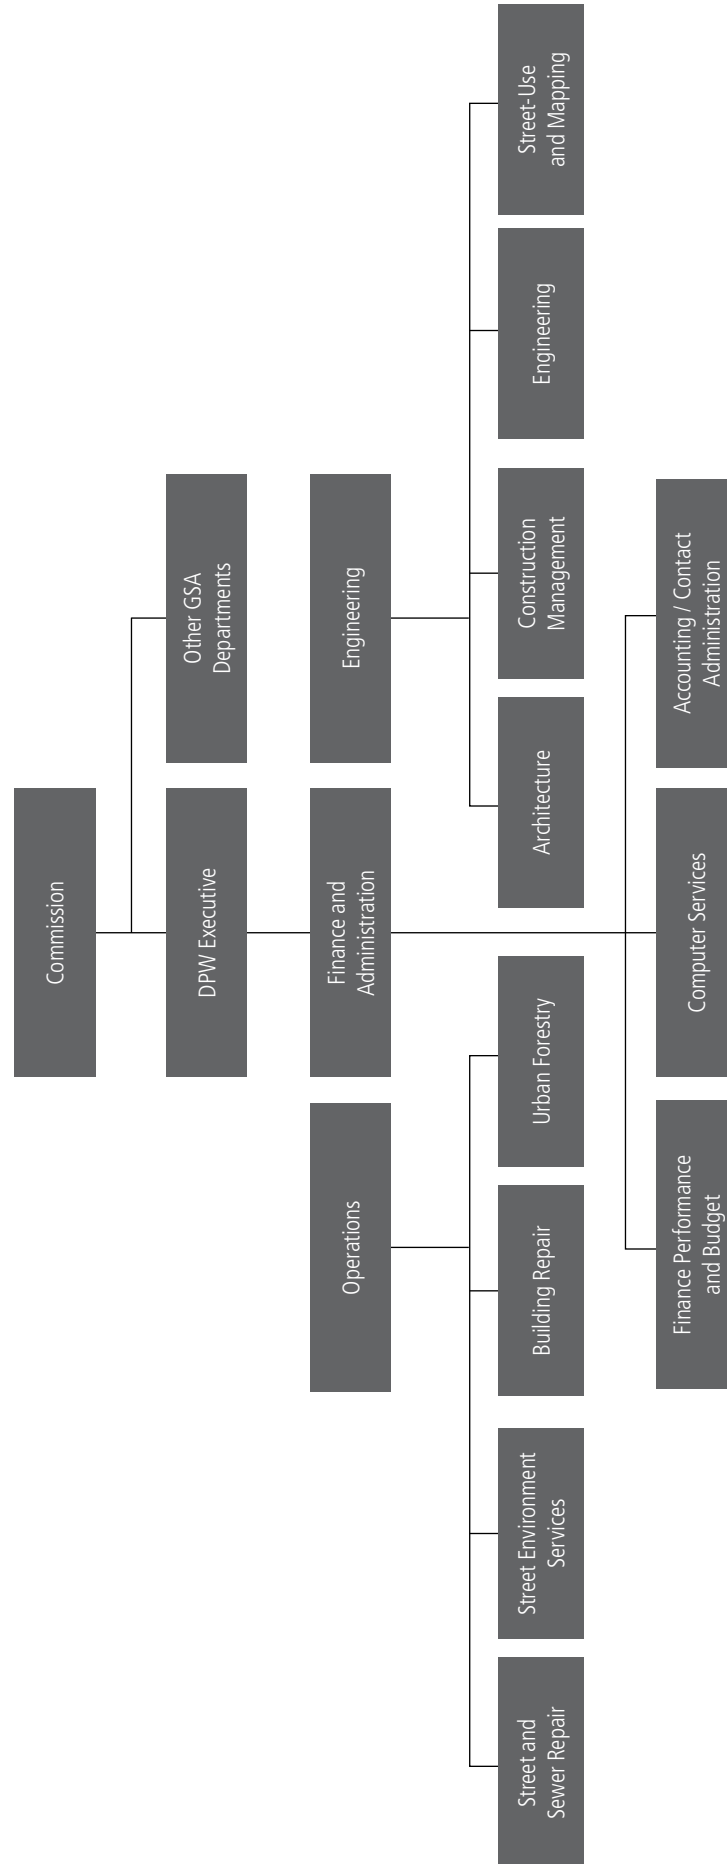 Commission
DPW Executive
Other GSA
Departments
Operations
Finance and
Administration
Engineering
Street and
Sewer Repair
Street Environment
Services
Building Repair
Urban Forestry
Architecture
Construction
Management
Engineering
Street-Use
and Mapping
Finance Performance
and Budget
Computer Services
Accounting / Contact
Administration